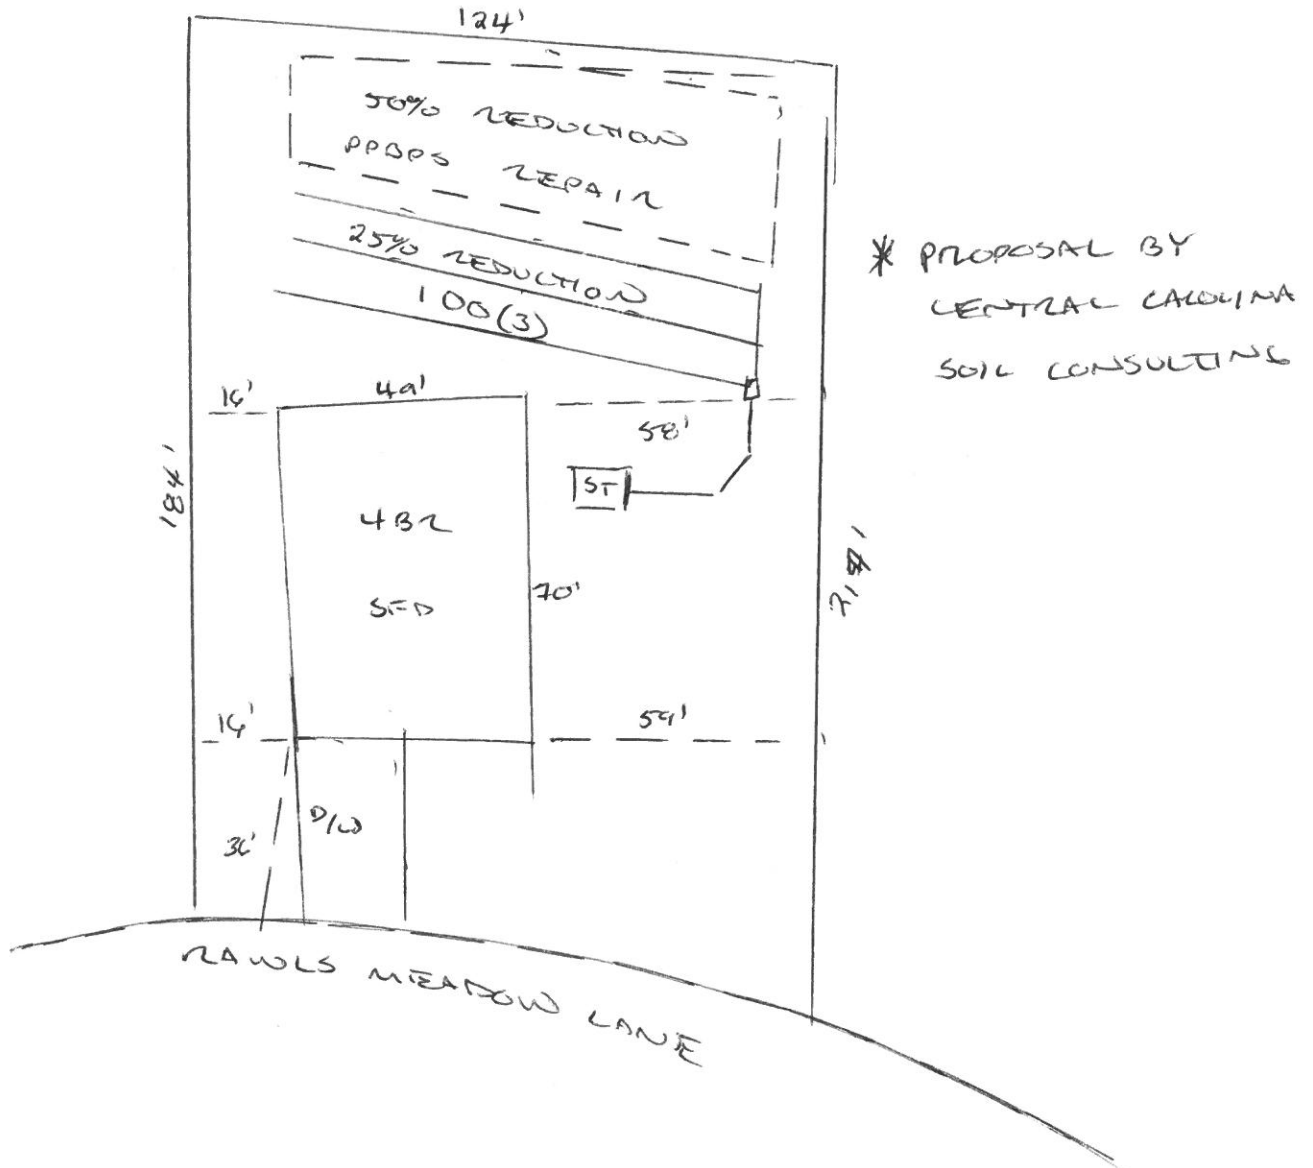 124'
50% REDUCTION
PPBPS REPAIR
25% REDUCTION
100(3)
* PROPOSAL BY
CENTRAL CAROLINA
SOIL CONSULTING
16'
49'
58'
184'
ST
4BR
SFD
70'
16'
59'
36'
D/W
RAWLS MEADOW LANE